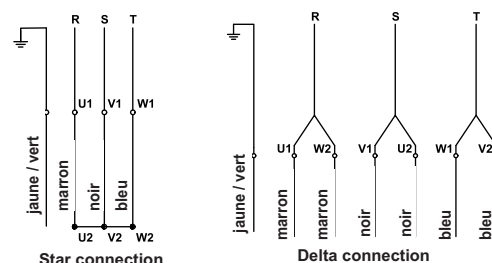 R S T
U1 V1 W1
jaune / vert
marron
noir
bleu
U2 V2 W2
Star connection
R S T
U1 W2 V1 U2 W1 V2
jaune / vert
marron
marron
noir
noir
bleu
bleu
Delta connection